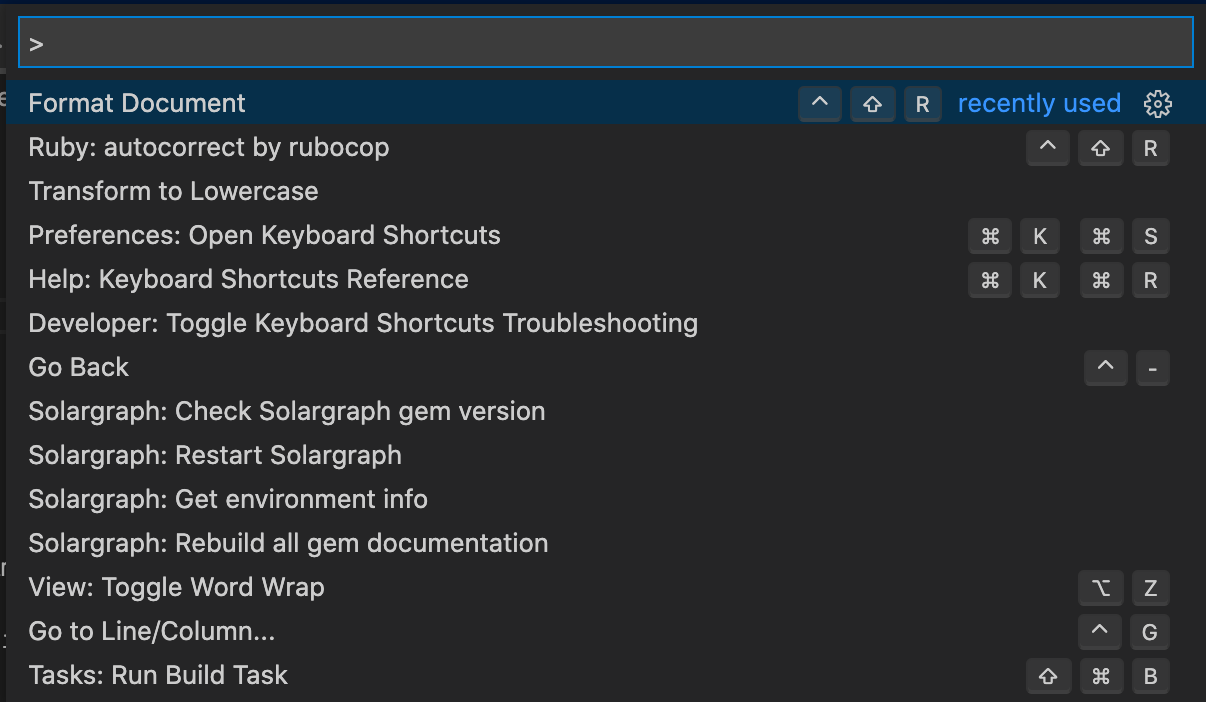 >
Format Document ^ ⇧ R recently used
Ruby: autocorrect by rubocop ^ ⇧ R
Transform to Lowercase
Preferences: Open Keyboard Shortcuts ⌘ K ⌘ S
Help: Keyboard Shortcuts Reference ⌘ K ⌘ R
Developer: Toggle Keyboard Shortcuts Troubleshooting
Go Back ^ -
Solargraph: Check Solargraph gem version
Solargraph: Restart Solargraph
Solargraph: Get environment info
Solargraph: Rebuild all gem documentation
View: Toggle Word Wrap ⌥ Z
Go to Line/Column... ^ G
Tasks: Run Build Task ⇧ ⌘ B